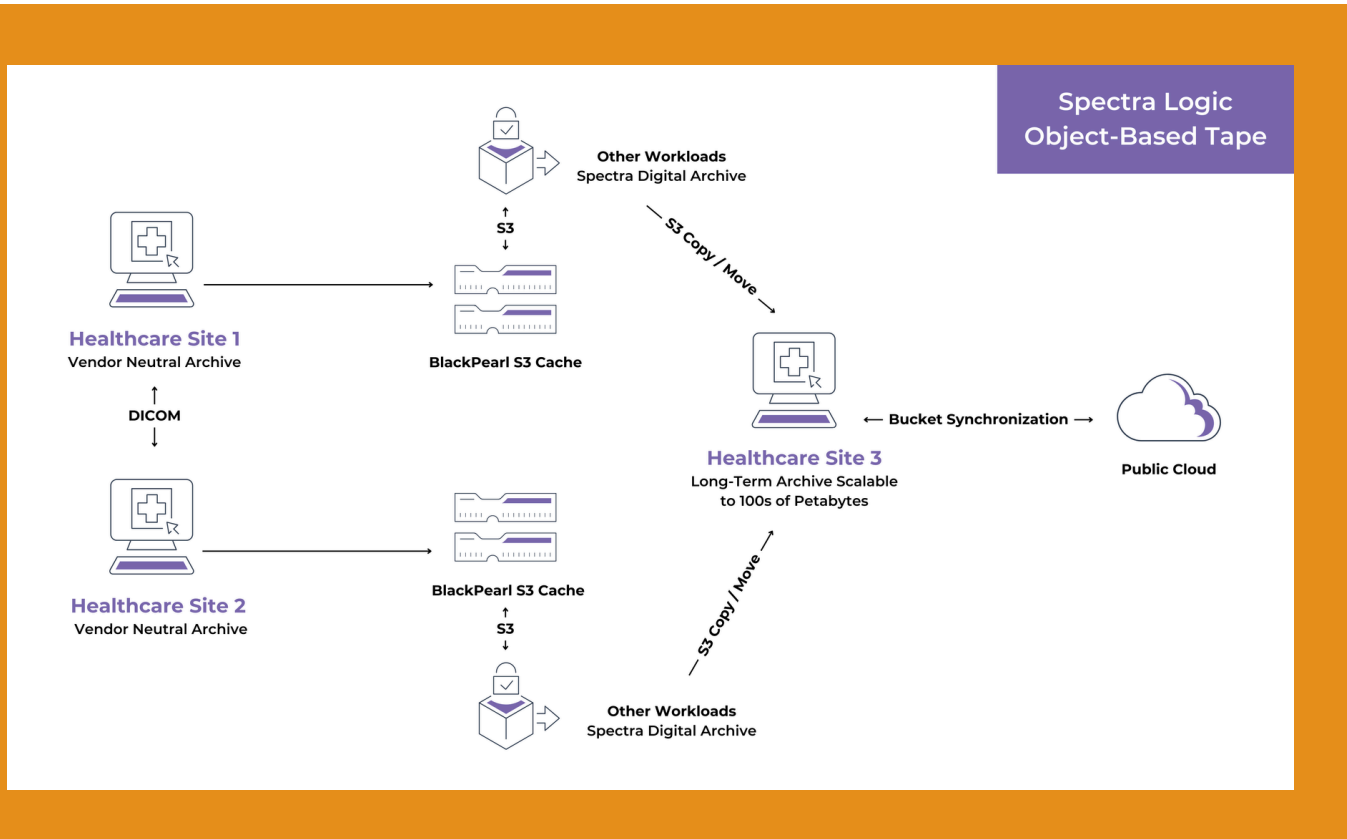 Spectra Logic
Object-Based Tape
Other Workloads
Spectra Digital Archive
S3
S3 Copy / Move
Healthcare Site 1
Vendor Neutral Archive
BlackPearl S3 Cache
DICOM
Bucket Synchronization
Healthcare Site 3
Long-Term Archive Scalable
to 100s of Petabytes
Public Cloud
BlackPearl S3 Cache
Healthcare Site 2
Vendor Neutral Archive
S3
S3 Copy / Move
Other Workloads
Spectra Digital Archive